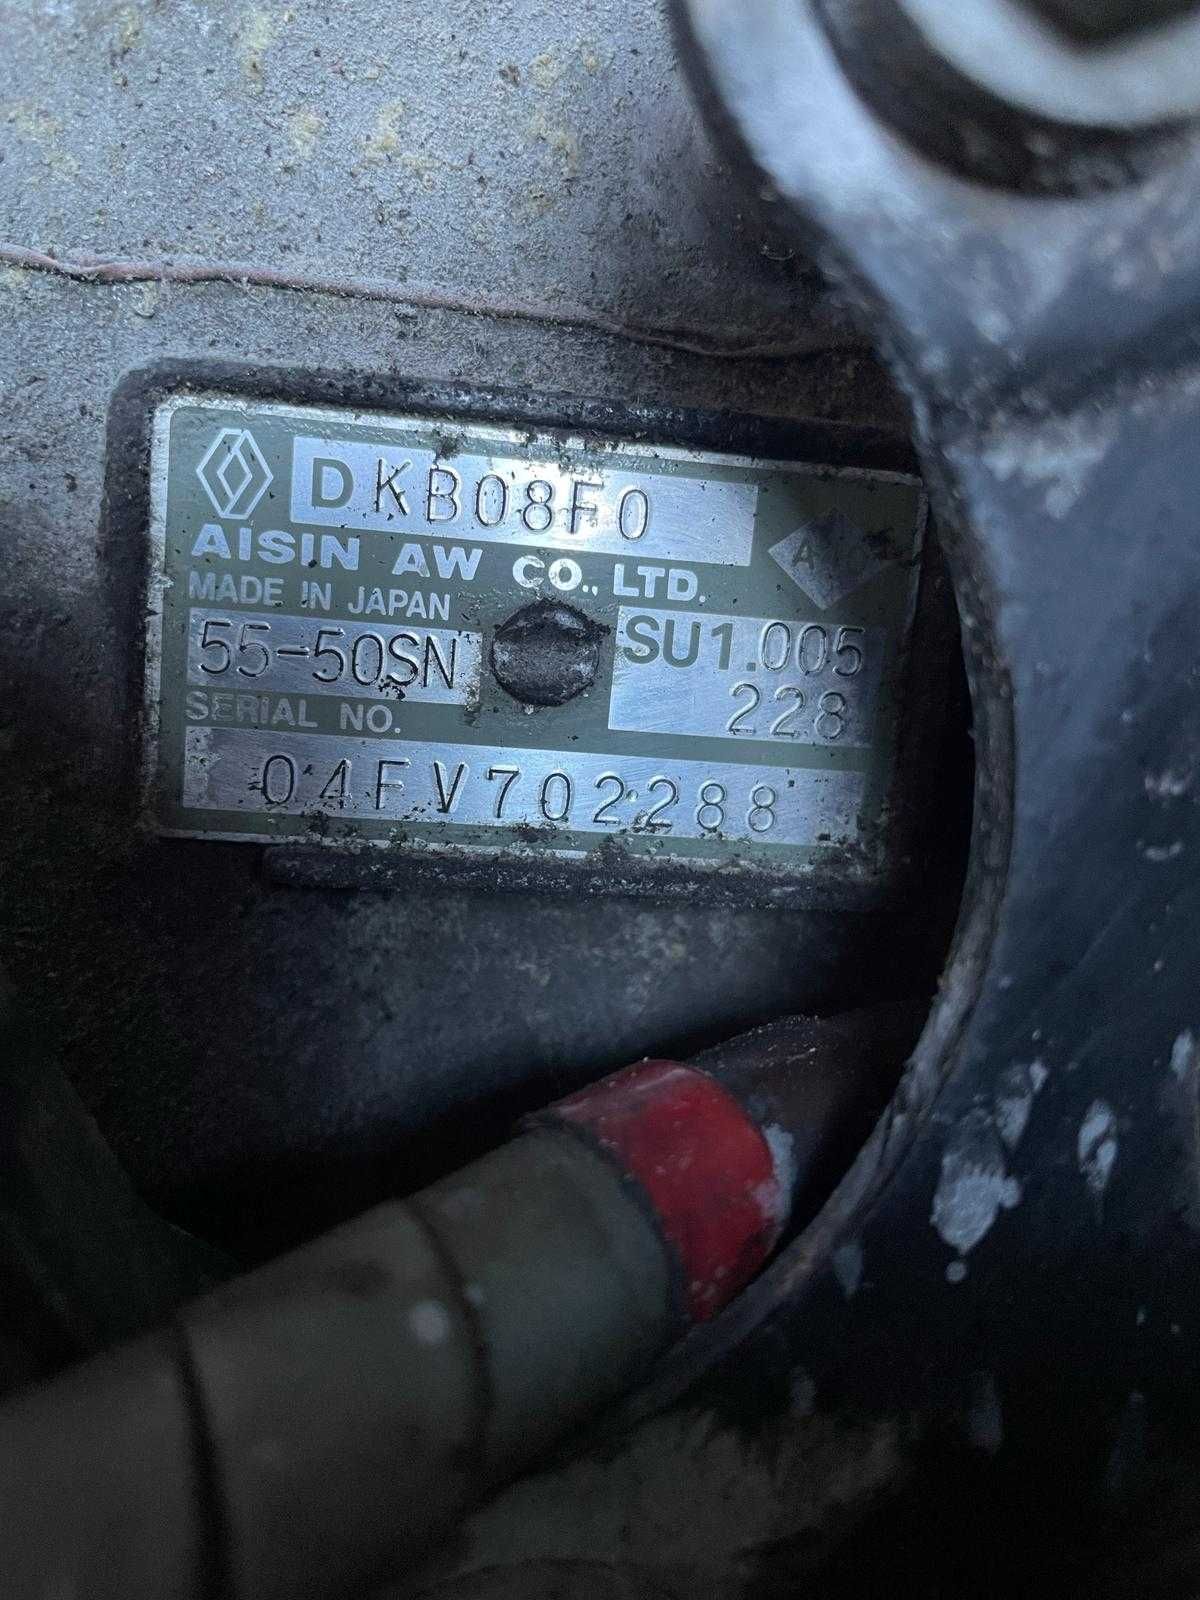 DKB08F0
AISIN AW CO., LTD.
MADE IN JAPAN
55-50SN
SU1.005
228
SERIAL NO.
04FV702288